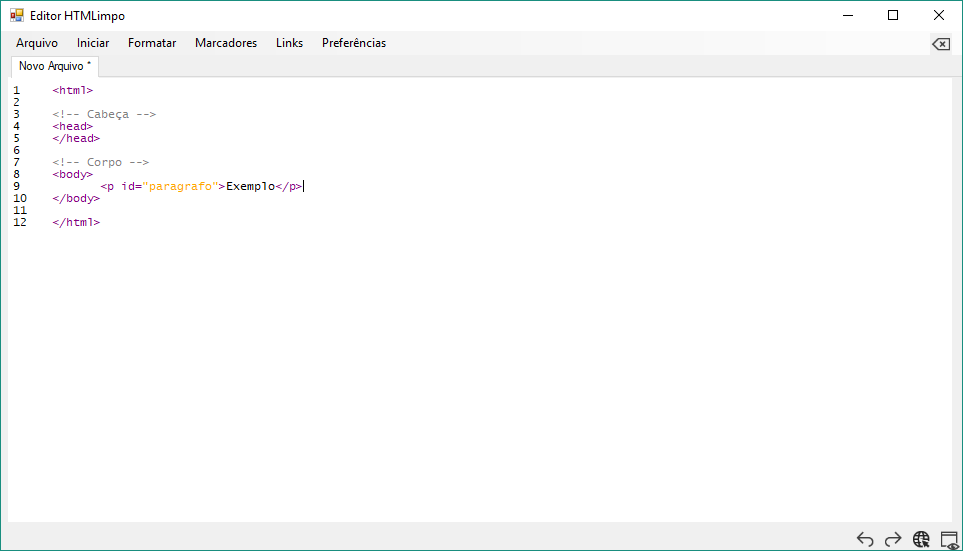 Editor HTMLimpo
Arquivo Iniciar Formatar Marcadores Links Preferências
Novo Arquivo *
1 <html>
2
3 <!-- Cabeça -->
4 <head>
5 </head>
6
7 <!-- Corpo -->
8 <body>
9 <p id="paragrafo">Exemplo</p>
10 </body>
11
12 </html>